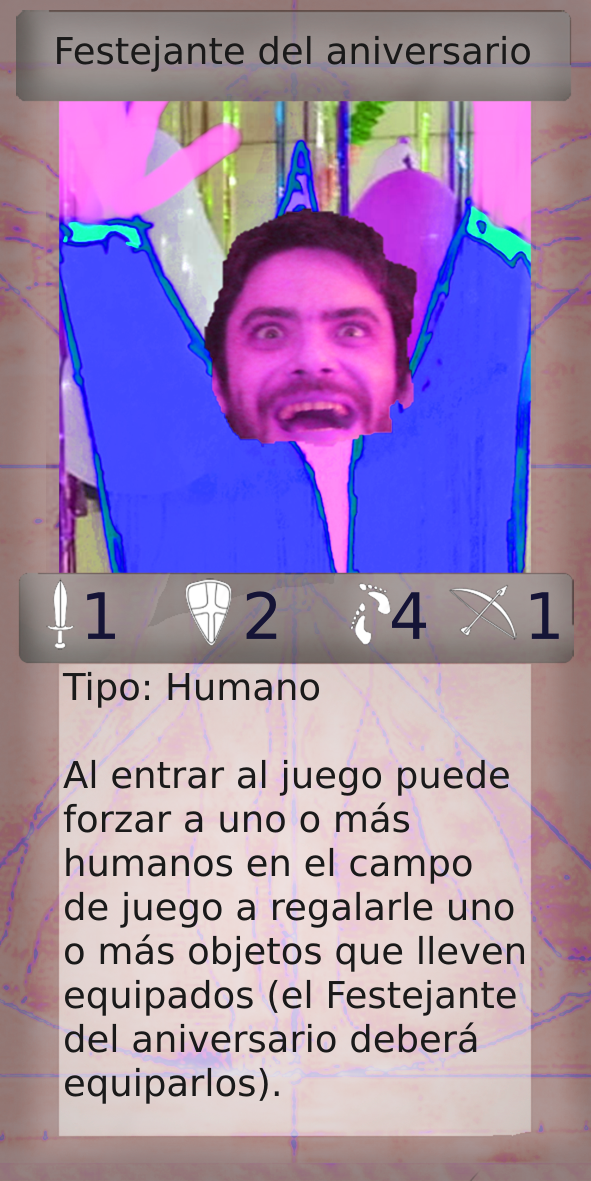 Festejante del aniversario
1 2 4 1
Tipo: Humano
Al entrar al juego puede
forzar a uno o más
humanos en el campo
de juego a regalarle uno
o más objetos que lleven
equipados (el Festejante
del aniversario deberá
equiparlos).